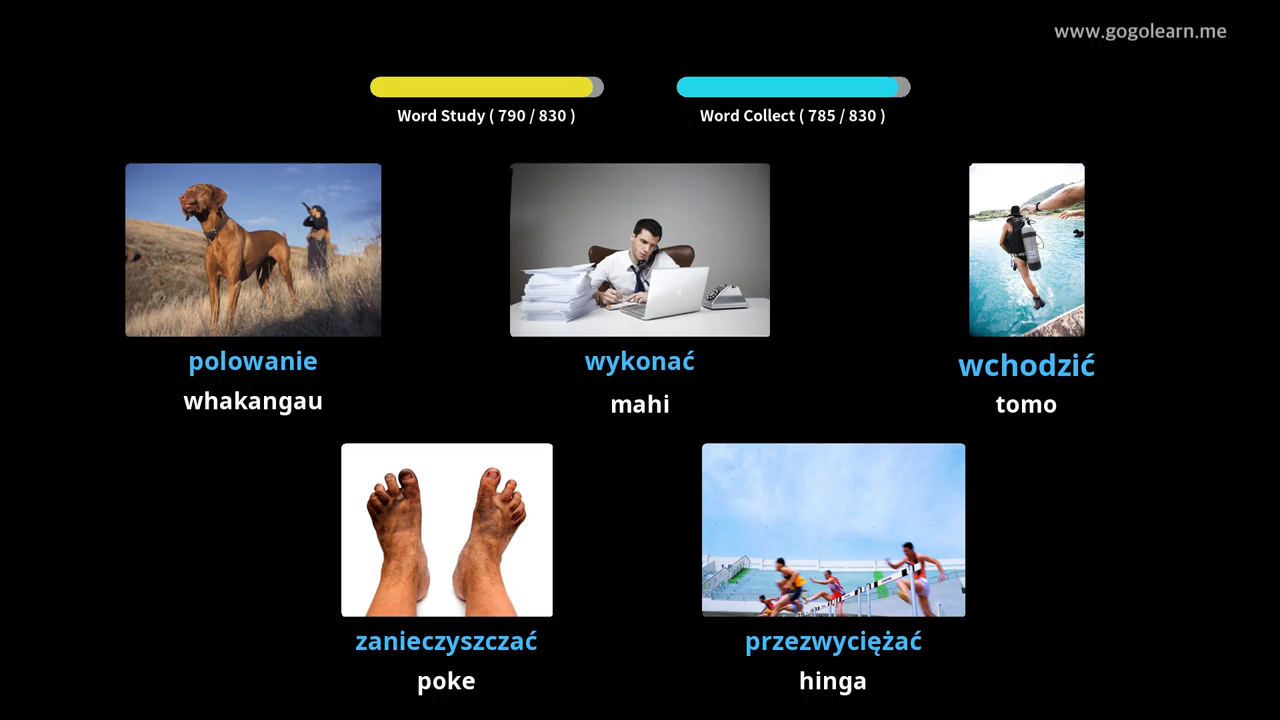 www.gogolearn.me
Word Study ( 790 / 830 )
Word Collect ( 785 / 830 )
polowanie
whakangau
wykonać
mahi
wchodzić
tomo
zanieczyszczać
poke
przezwyciężać
hinga